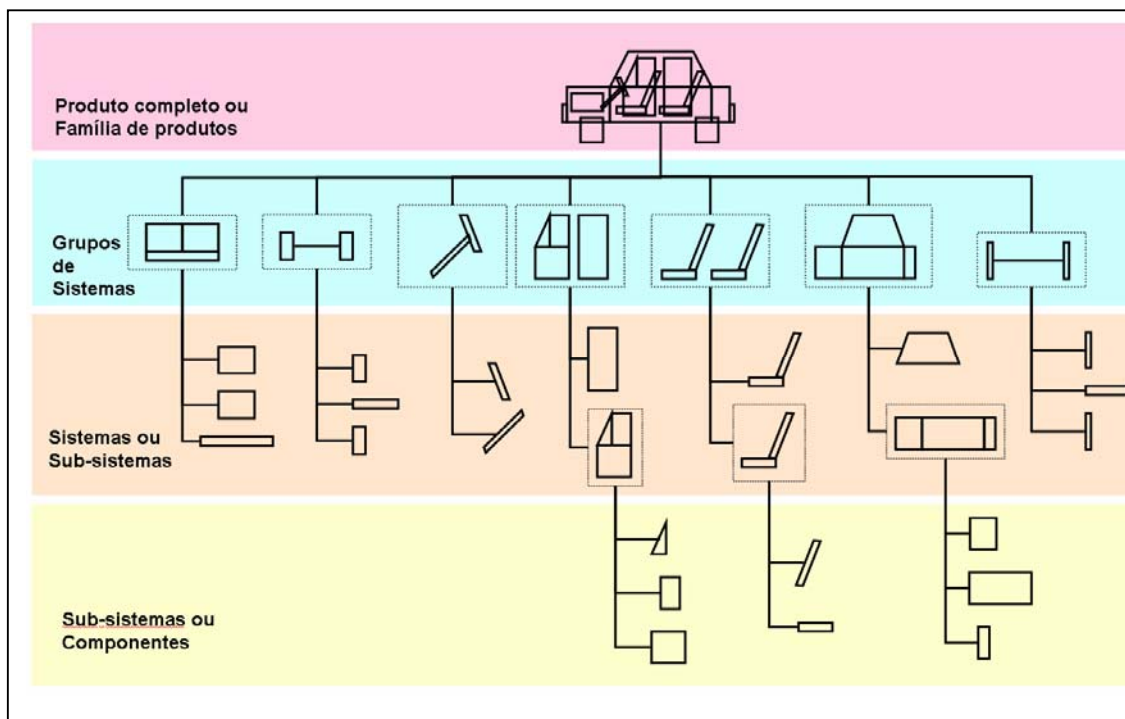 Produto completo ou
Família de produtos
Grupos
de
Sistemas
Sistemas ou
Sub-sistemas
Sub-sistemas ou
Componentes